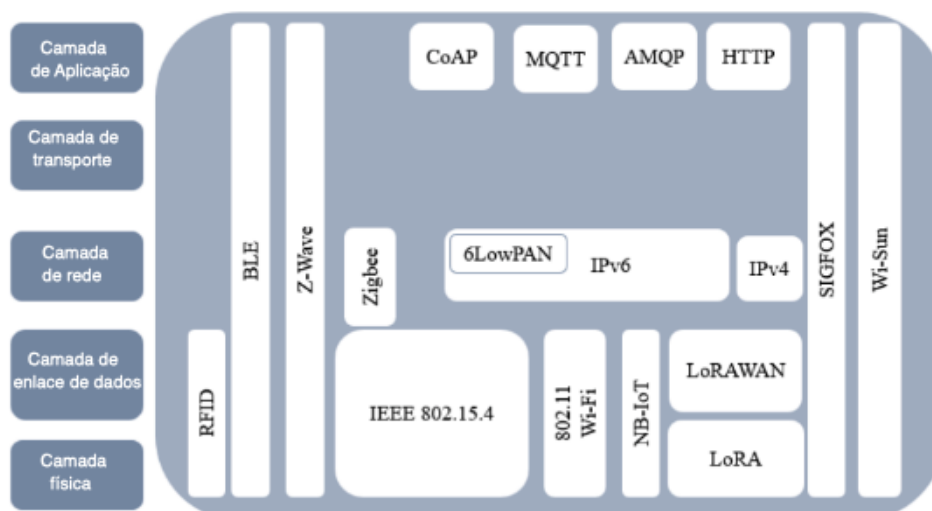 Camada
de Aplicação
CoAP
MQTT
AMQP
HTTP
Camada de
transporte
Camada
de rede
BLE
Z-Wave
Zigbee
6LowPAN
IPv6
IPv4
SIGFOX
Wi-Sun
Camada de
enlace de dados
RFID
IEEE 802.15.4
802.11
Wi-Fi
NB-IoT
LoRAWAN
Camada
física
LoRA